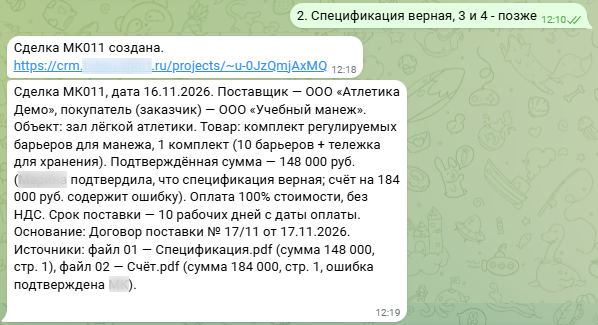 2. Спецификация верная, 3 и 4 - позже 12:10
Сделка МК011 создана.
https://crm. .ru/projects/~u-0JzQmjAxMQ 12:18
Сделка МК011, дата 16.11.2026. Поставщик — ООО «Атлетика
Демо», покупатель (заказчик) — ООО «Учебный манеж».
Объект: зал лёгкой атлетики. Товар: комплект регулируемых
барьеров для манежа, 1 комплект (10 барьеров + тележка
для хранения). Подтверждённая сумма — 148 000 руб.
( подтвердила, что спецификация верная; счёт на 184
000 руб. содержит ошибку). Оплата 100% стоимости, без
НДС. Срок поставки — 10 рабочих дней с даты оплаты.
Основание: Договор поставки № 17/11 от 17.11.2026.
Источники: файл 01 — Спецификация.pdf (сумма 148 000,
стр. 1), файл 02 — Счёт.pdf (сумма 184 000, стр. 1, ошибка
подтверждена ).
12:19